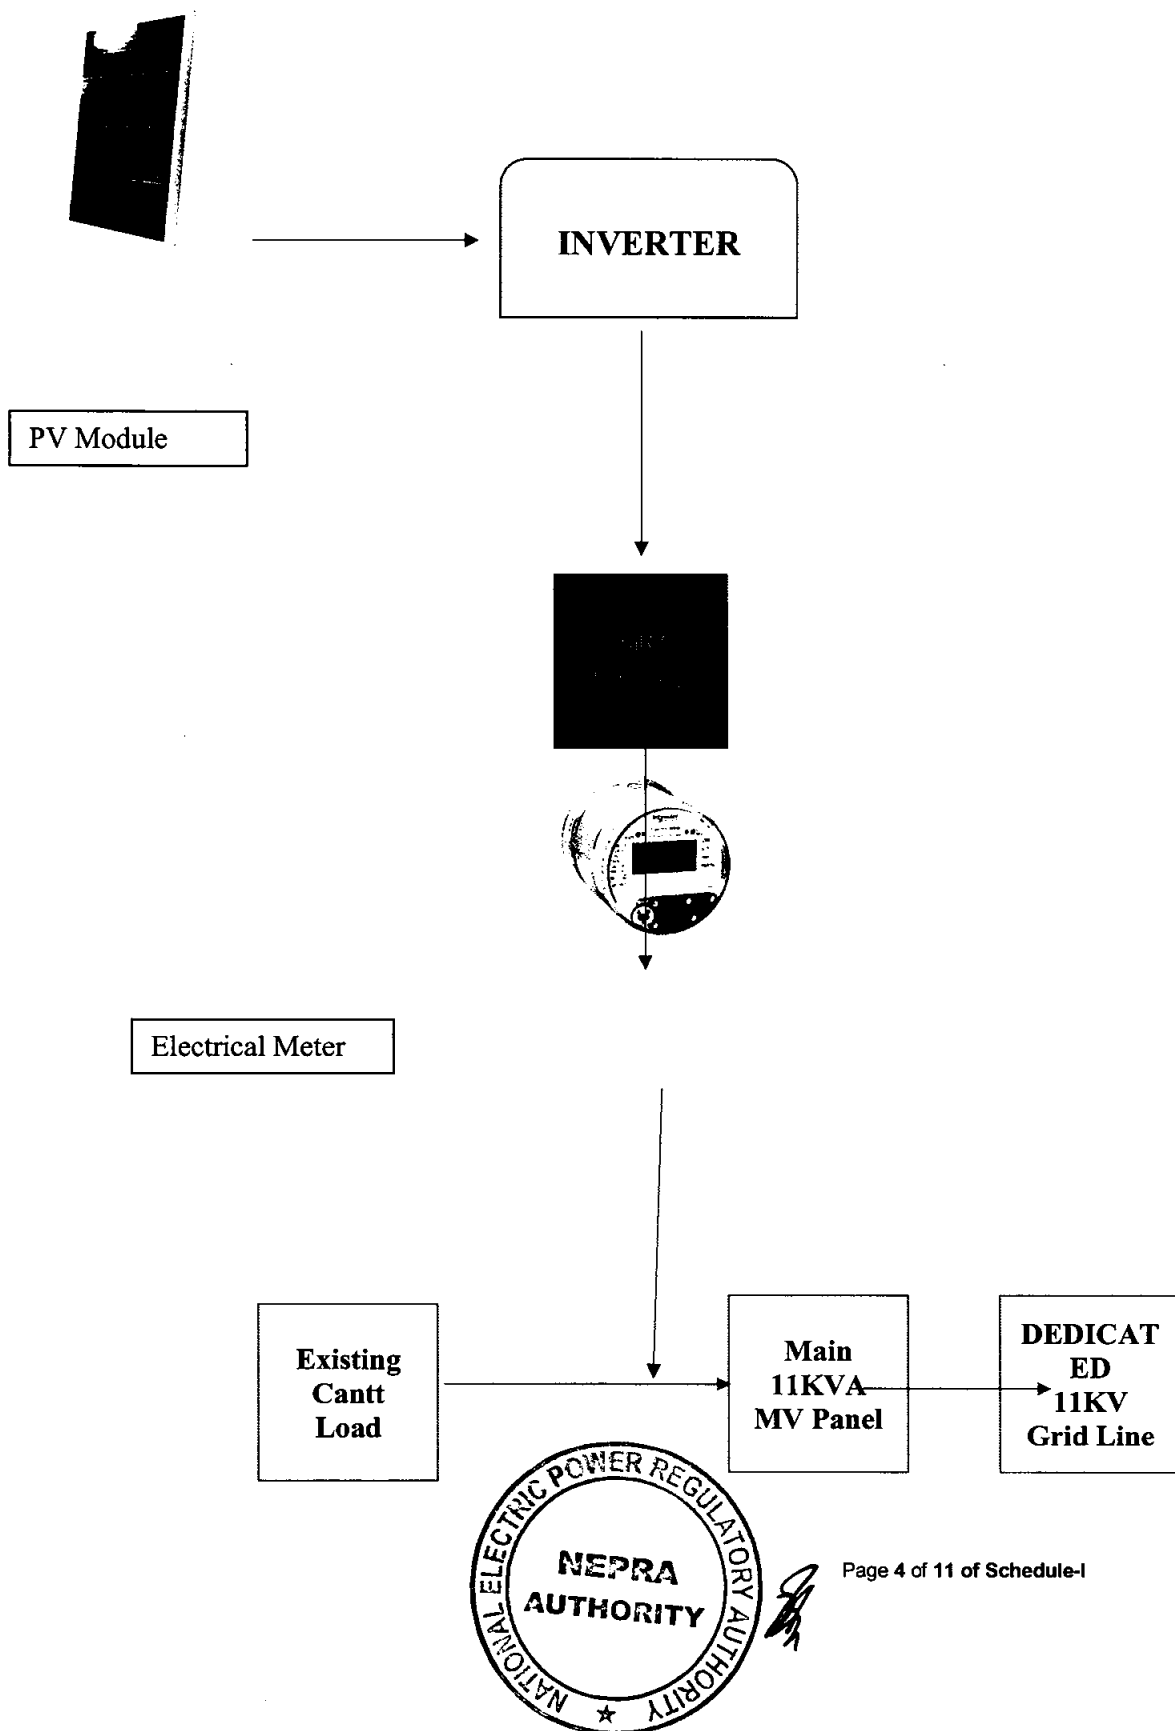 INVERTER
PV Module
Electrical Meter
Existing
Cantt
Load
Main
11KVA
MV Panel
DEDICAT
ED
11KV
Grid Line
NATIONAL ELECTRIC POWER REGULATORY AUTHORITY
NEPRA
AUTHORITY
Page 4 of 11 of Schedule-I